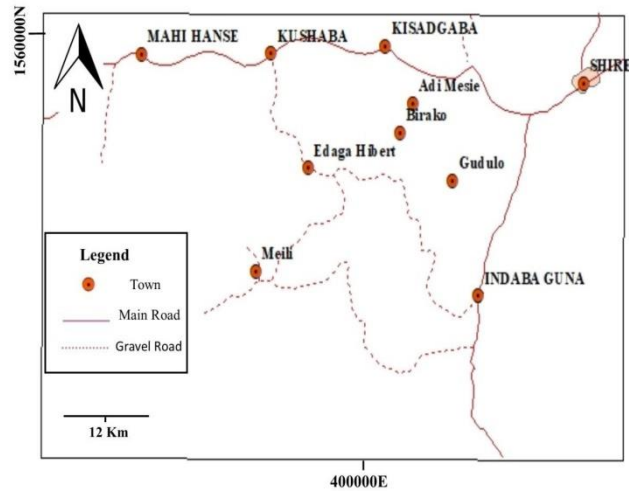 1560000N
MAHI HANSE
KUSHABA
KISADGABA
SHIRE
N
Adi Mesie
Birako
Edaga Hibert
Gudulo
Meili
INDABA GUNA
Legend
Town
Main Road
Gravel Road
12 Km
400000E